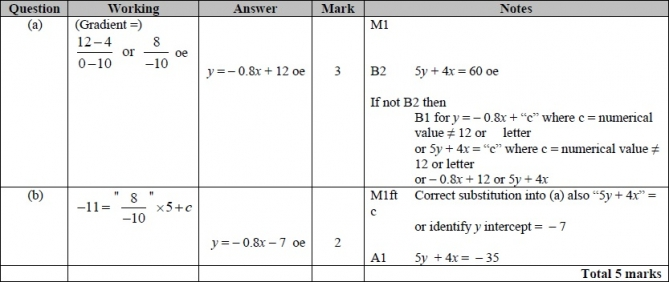 Question Working Answer Mark Notes
(a) (Gradient =) M1
12 – 4 / 0 – 10 or 8 / –10 oe
y = – 0.8x + 12 oe 3 B2 5y + 4x = 60 oe
If not B2 then
B1 for y = – 0.8x + “c” where c = numerical
value ≠ 12 or letter
or 5y + 4x = “c” where c = numerical value ≠
12 or letter
or – 0.8x + 12 or 5y + 4x
(b) –11 = " 8 / –10 " ×5 + c M1ft Correct substitution into (a) also “5y + 4x” =
c
or identify y intercept = – 7
y = – 0.8x – 7 oe 2
A1 5y + 4x = – 35
Total 5 marks